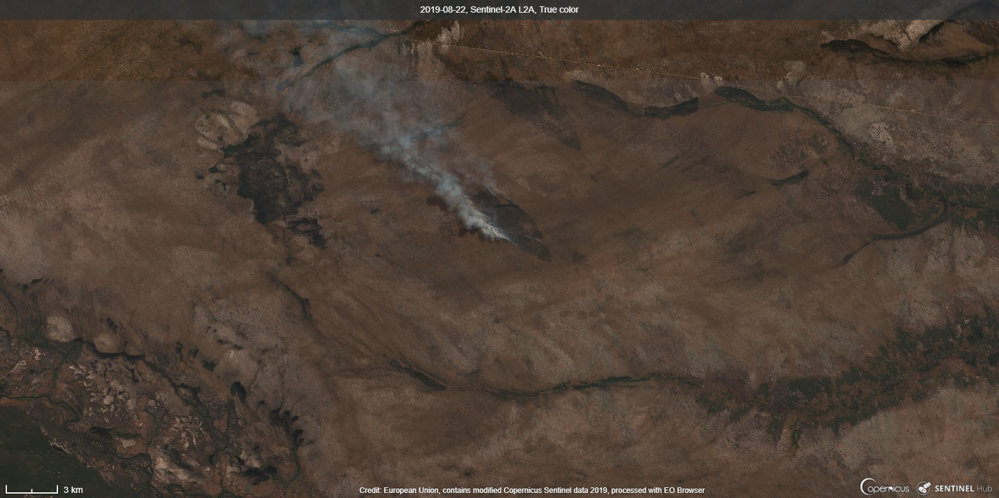 2019-08-22, Sentinel-2A L2A, True color
3 km
Credit: European Union, contains modified Copernicus Sentinel data 2019, processed with EO Browser
Copernicus
SENTINEL Hub